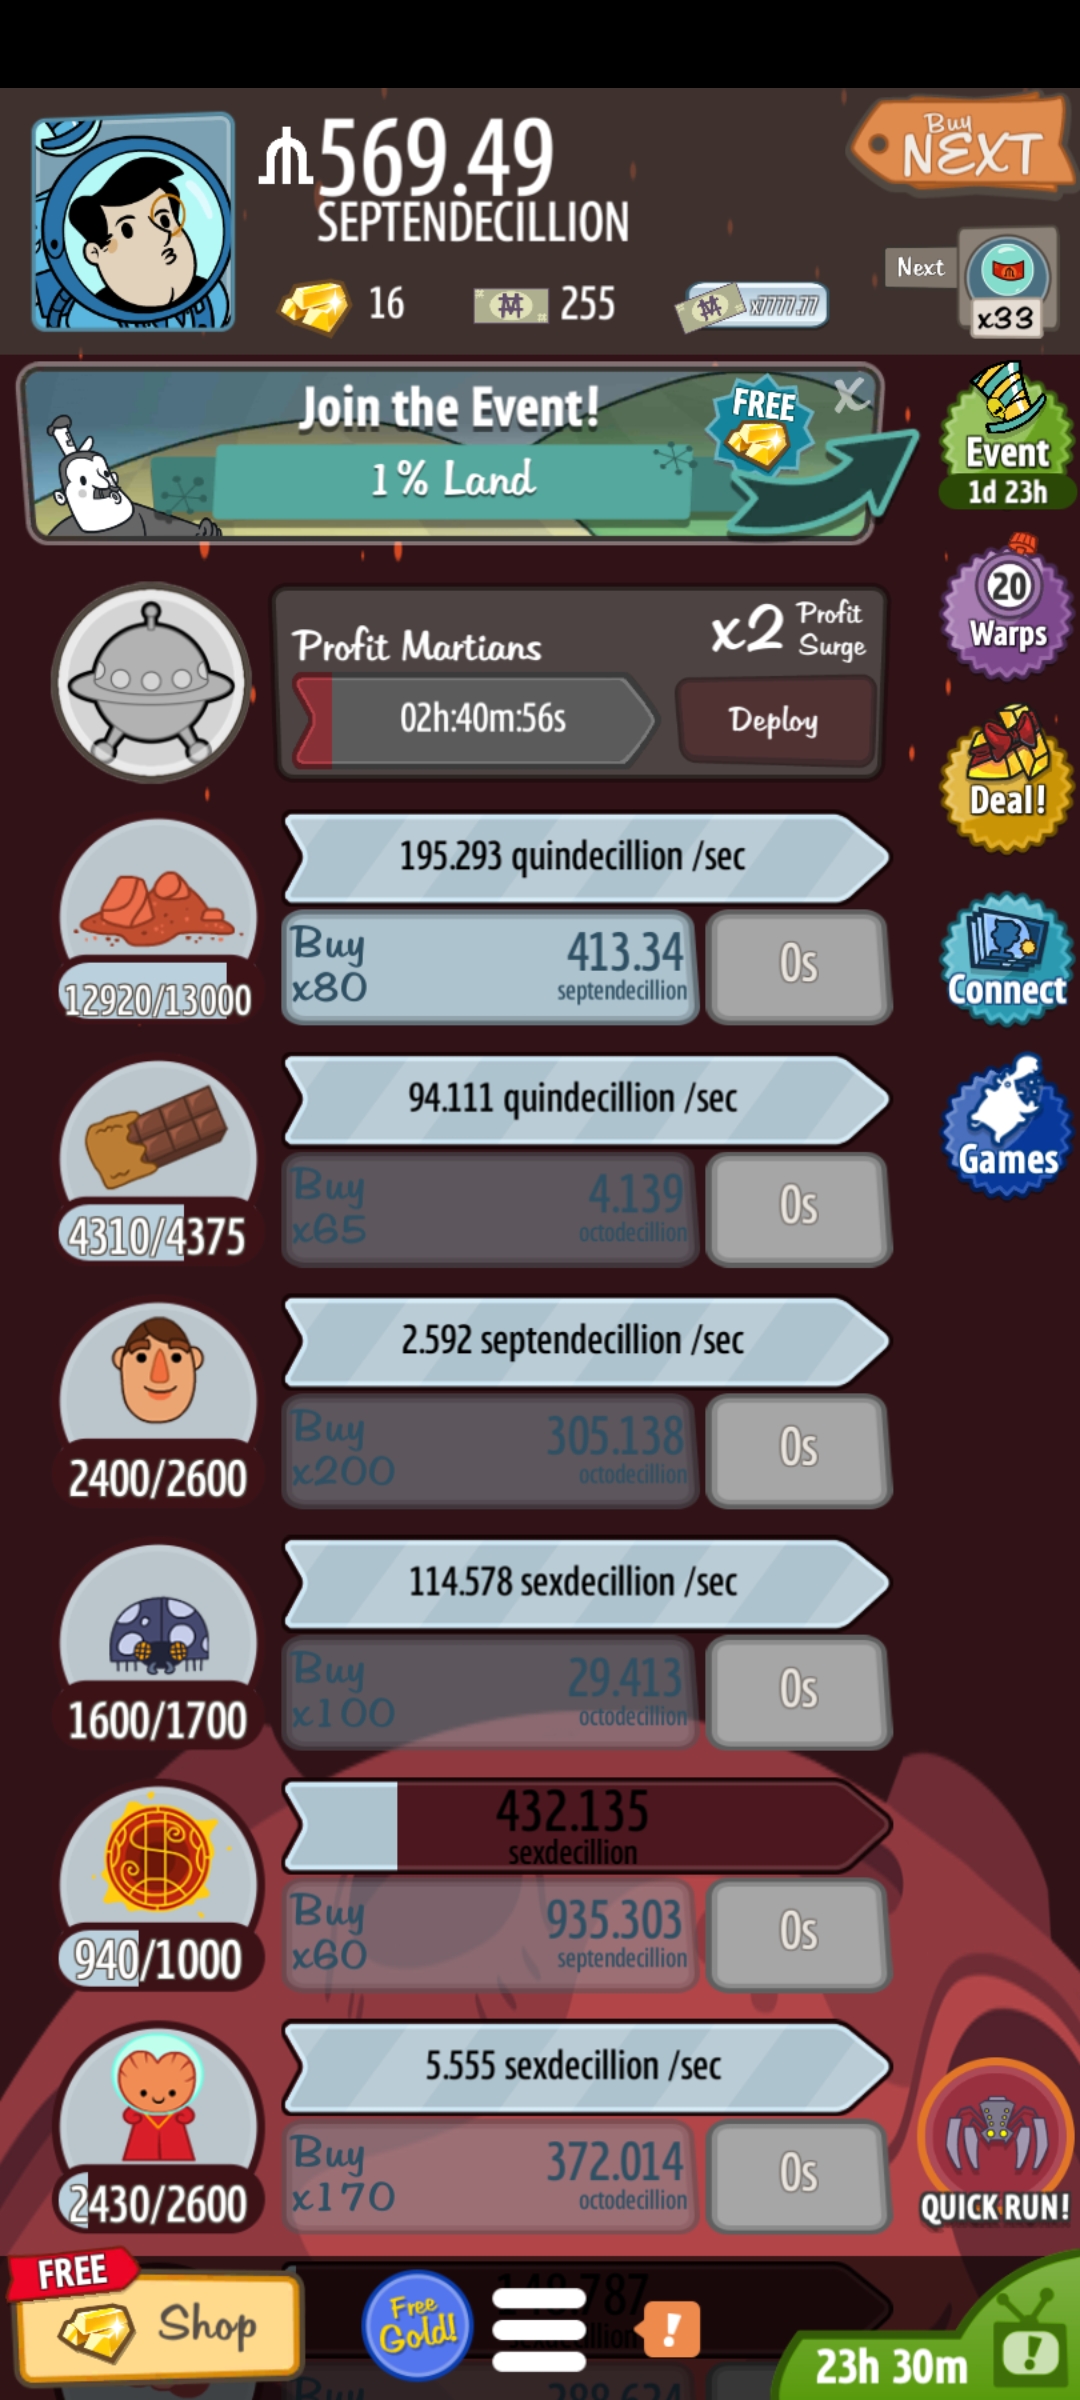 569.49
SEPTENDECILLION
Buy
NEXT
16
255
x7777.77
Next
x33
Join the Event!
1% Land
FREE
X
Event
1d 23h
20
Warps
Profit Martians
x2 Profit Surge
02h:40m:56s
Deploy
Deal!
195.293 quindecillion /sec
Buy x80
413.34
septendecillion
0s
12920/13000
Connect
94.111 quindecillion /sec
Buy x65
4.139
octodecillion
0s
4310/4375
Games
2.592 septendecillion /sec
Buy x200
305.138
octodecillion
0s
2400/2600
114.578 sexdecillion /sec
Buy x100
29.413
octodecillion
0s
1600/1700
432.135
sexdecillion
Buy x60
935.303
septendecillion
0s
940/1000
5.555 sexdecillion /sec
Buy x170
372.014
octodecillion
0s
2430/2600
QUICK RUN!
FREE
Shop
Free Gold!
!
23h 30m
!
Buy